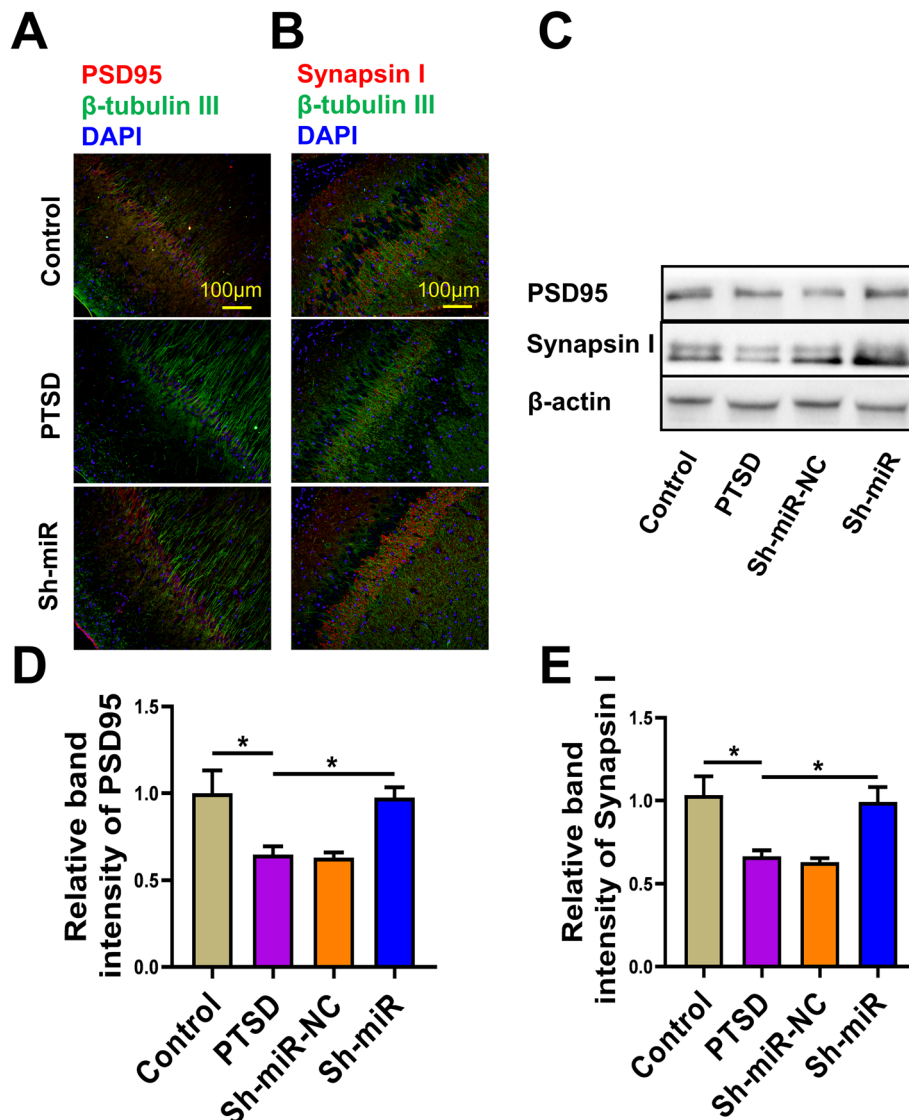 A
PSD95
β-tubulin III
DAPI
B
Synapsin I
β-tubulin III
DAPI
C
Control
100µm
100µm
PTSD
Sh-miR
PSD95
Synapsin I
β-actin
Control
PTSD
Sh-miR-NC
Sh-miR
D
Relative band
intensity of PSD95
1.5
1.0
0.5
0.0
*
*
Control
PTSD
Sh-miR-NC
Sh-miR
E
Relative band
intensity of Synapsin I
1.5
1.0
0.5
0.0
*
*
Control
PTSD
Sh-miR-NC
Sh-miR